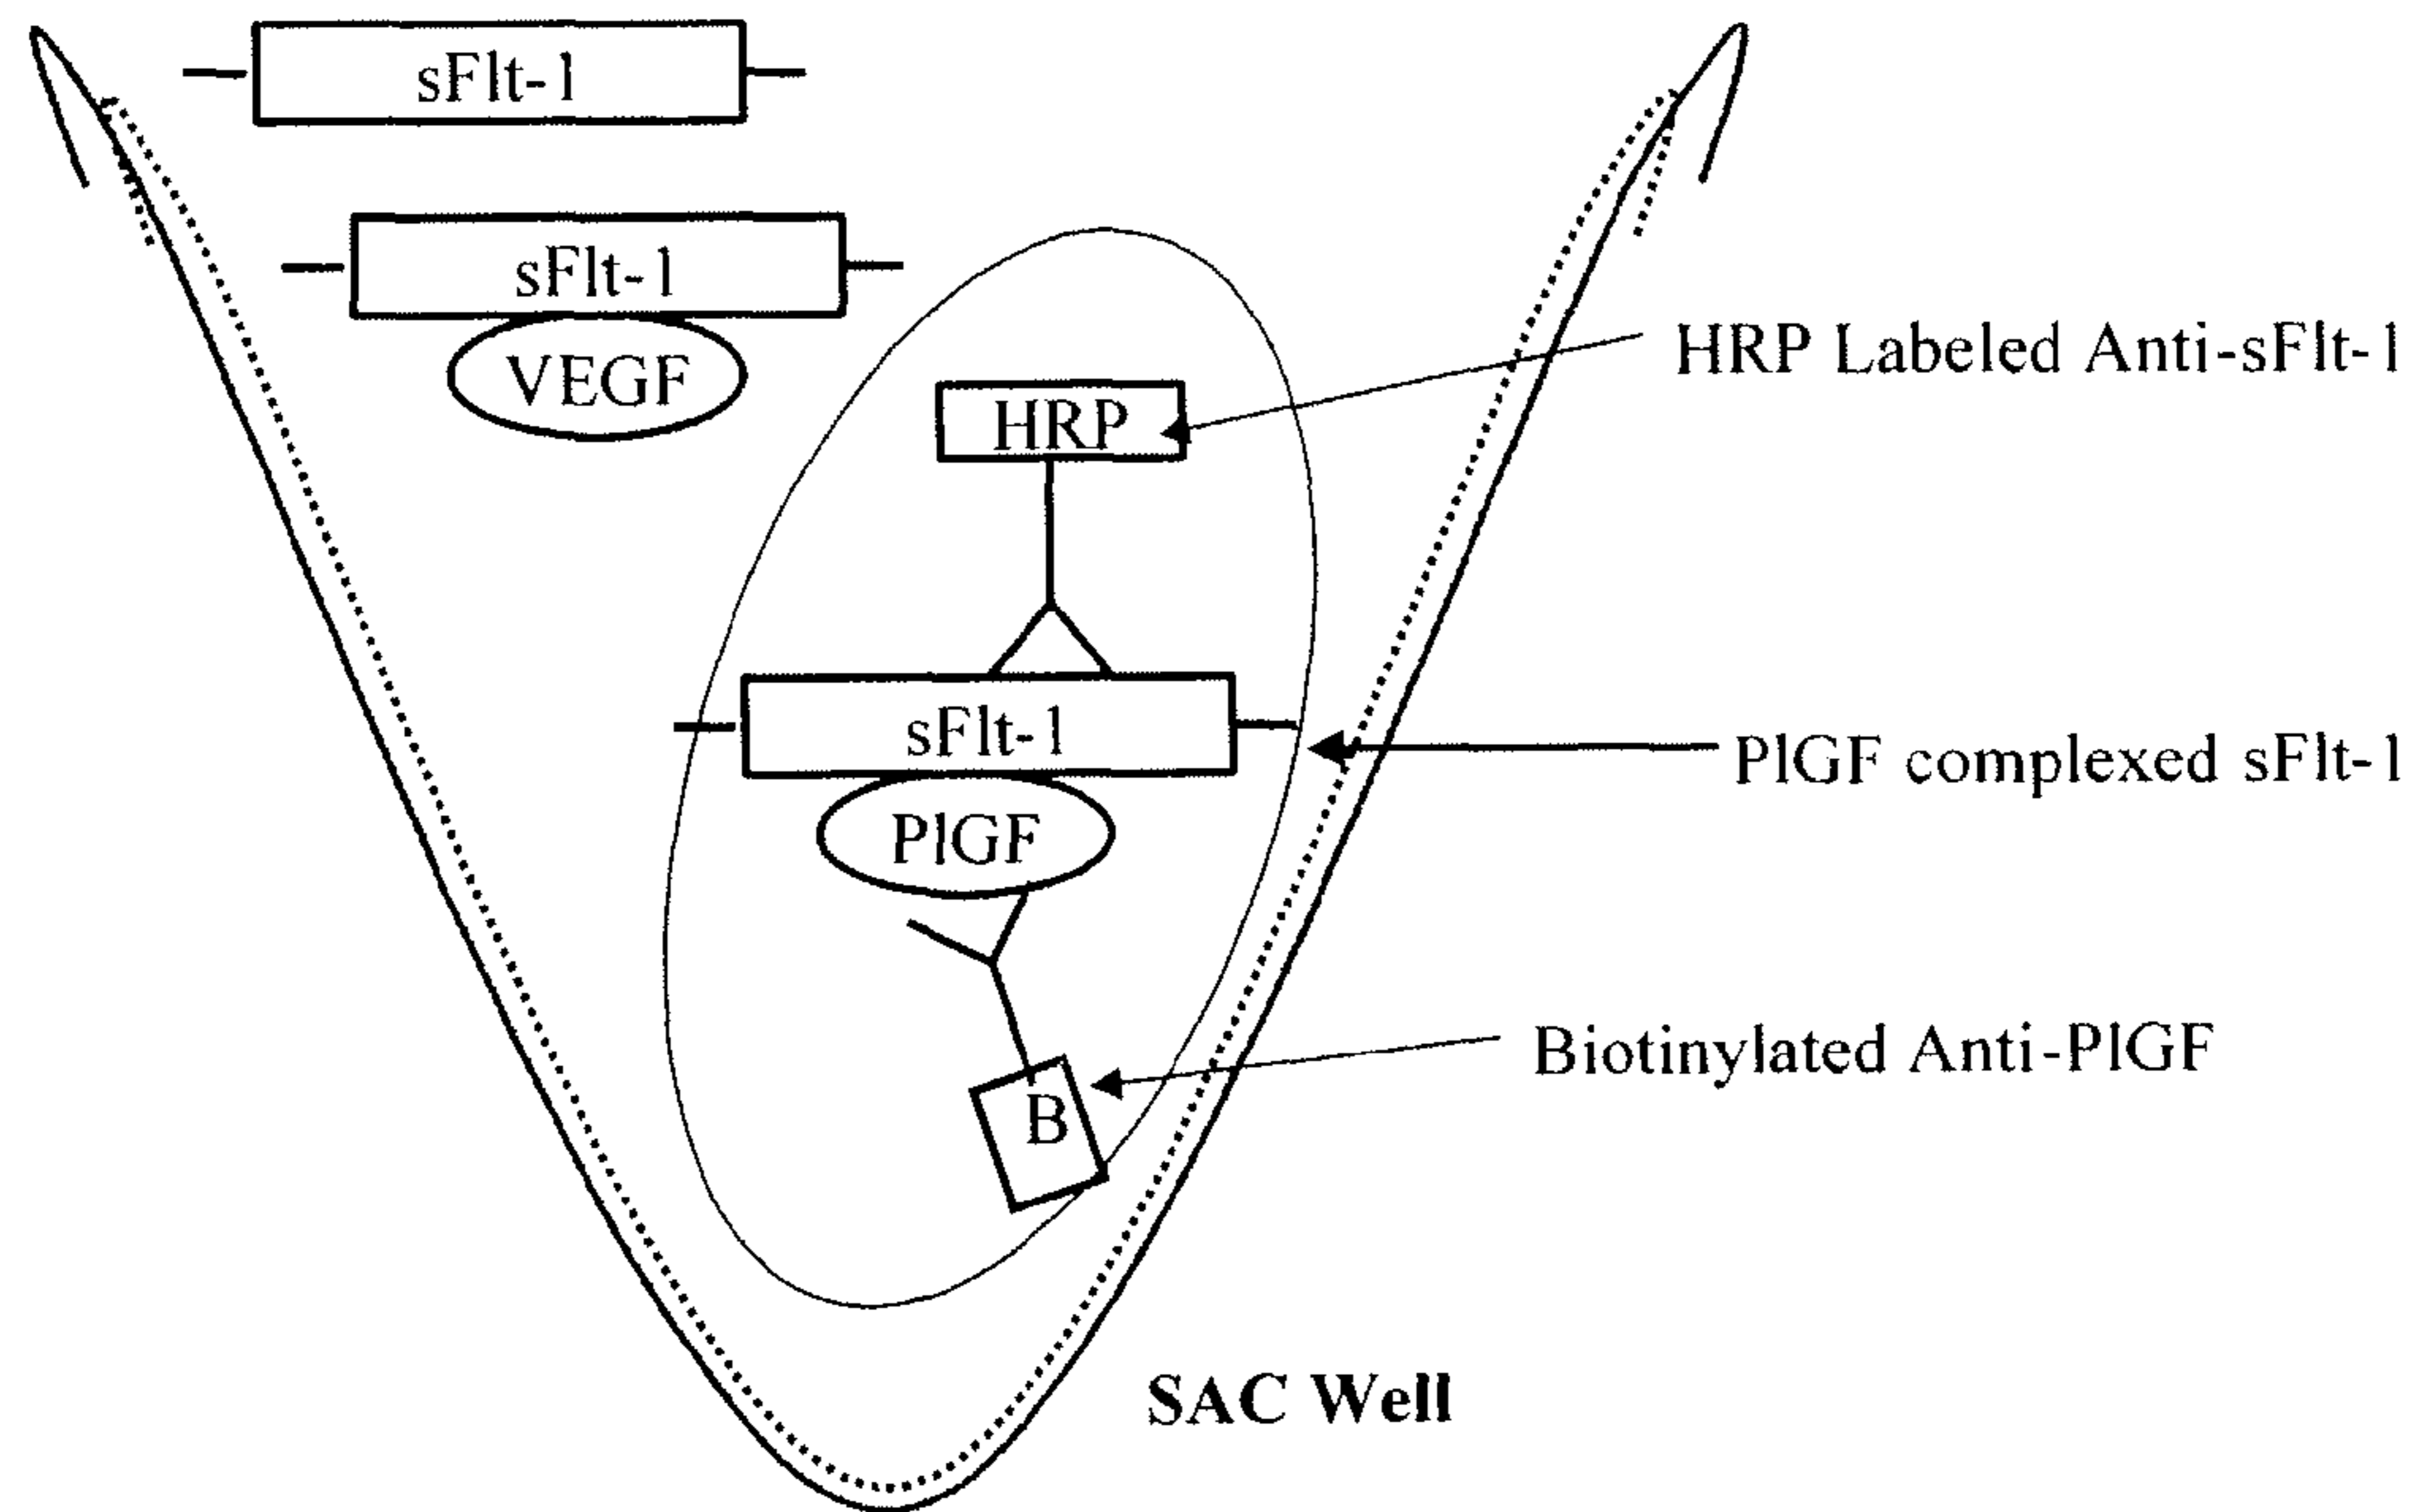 sFlt-1
sFlt-1
VEGF
HRP Labeled Anti-sFlt-1
HRP
sFlt-1
PlGF complexed sFlt-1
PlGF
Biotinylated Anti-PlGF
B
SAC Well